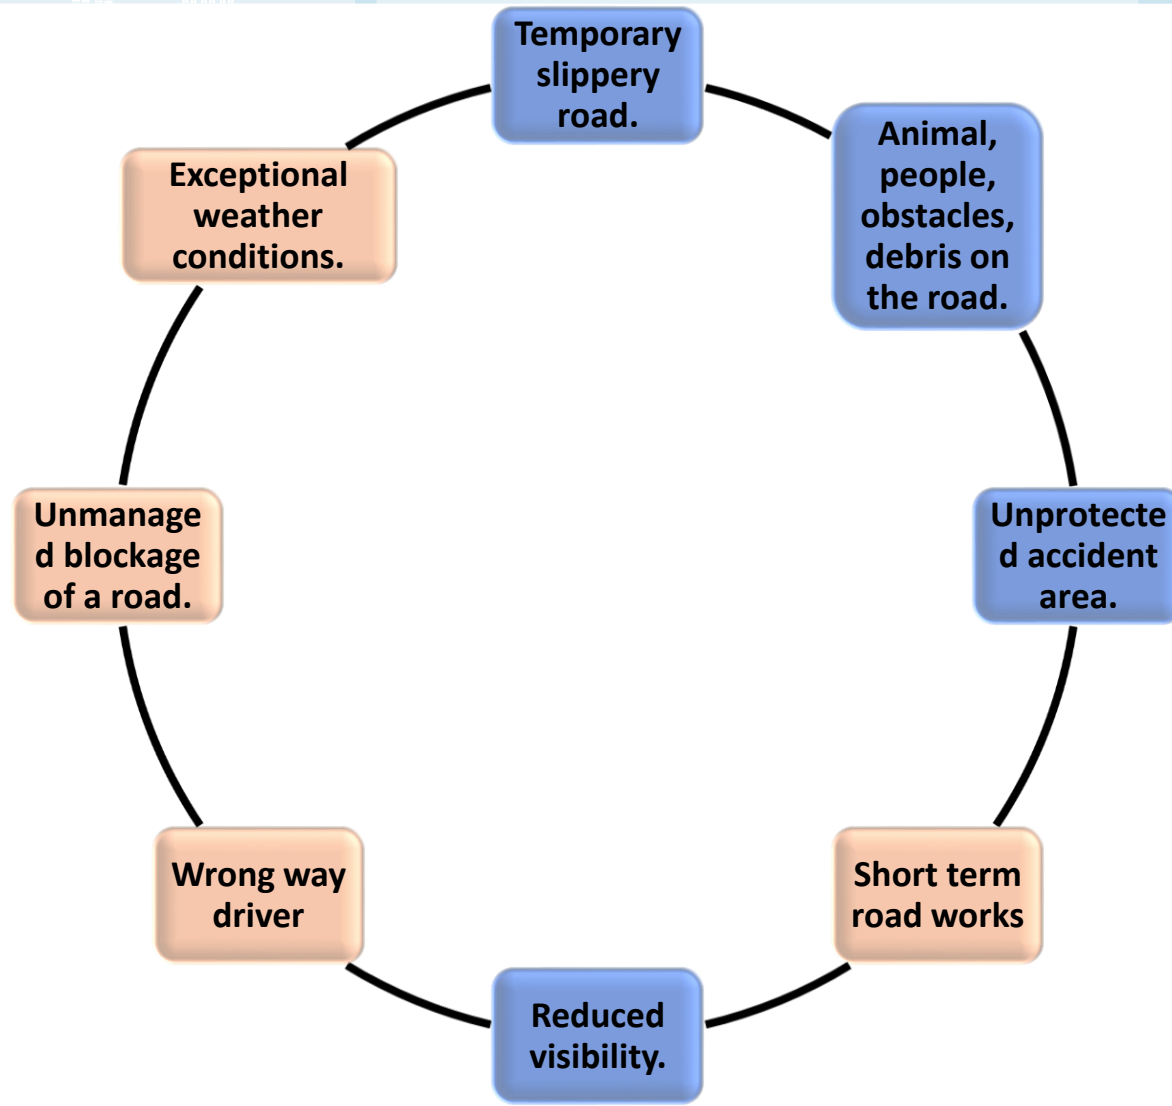 Temporary
slippery
road.
Animal,
people,
obstacles,
debris on
the road.
Unprotecte
d accident
area.
Short term
road works
Reduced
visibility.
Wrong way
driver
Unmanage
d blockage
of a road.
Exceptional
weather
conditions.